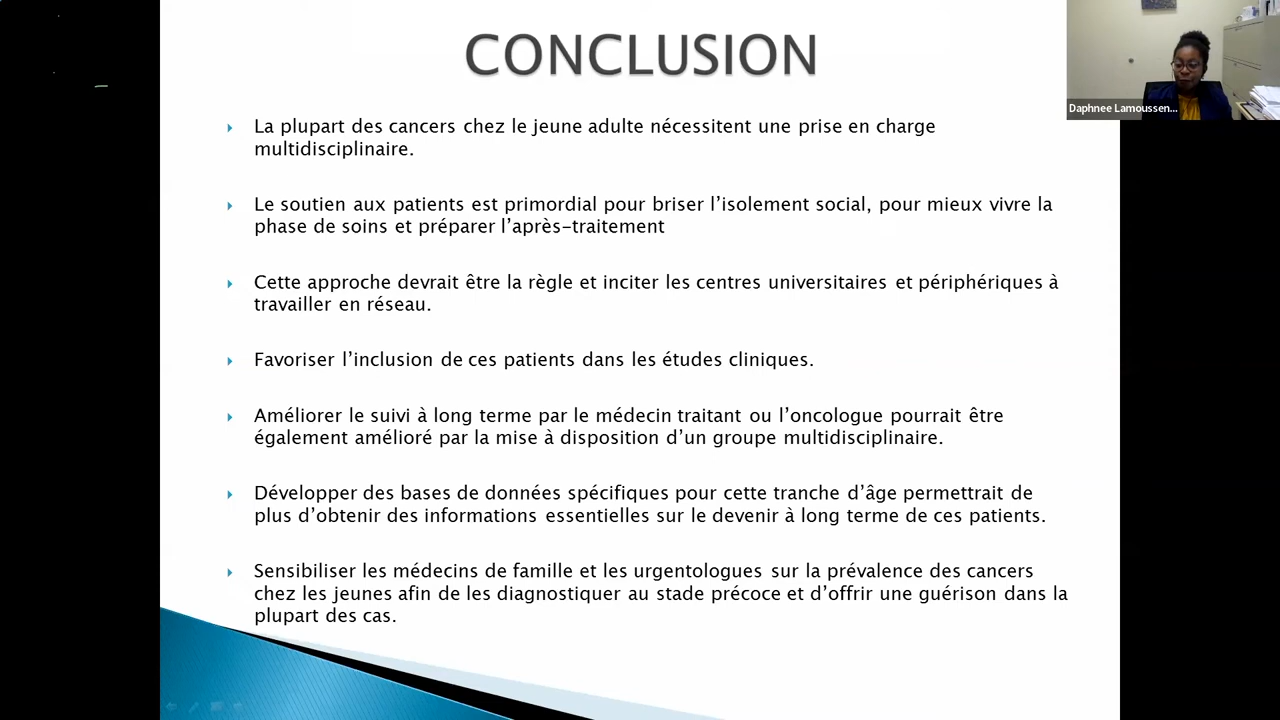 CONCLUSION
Daphnee Lamoussen...
La plupart des cancers chez le jeune adulte nécessitent une prise en charge
multidisciplinaire.
Le soutien aux patients est primordial pour briser l’isolement social, pour mieux vivre la
phase de soins et préparer l’après-traitement
Cette approche devrait être la règle et inciter les centres universitaires et périphériques à
travailler en réseau.
Favoriser l’inclusion de ces patients dans les études cliniques.
Améliorer le suivi à long terme par le médecin traitant ou l’oncologue pourrait être
également amélioré par la mise à disposition d’un groupe multidisciplinaire.
Développer des bases de données spécifiques pour cette tranche d’âge permettrait de
plus d’obtenir des informations essentielles sur le devenir à long terme de ces patients.
Sensibiliser les médecins de famille et les urgentologues sur la prévalence des cancers
chez les jeunes afin de les diagnostiquer au stade précoce et d’offrir une guérison dans la
plupart des cas.